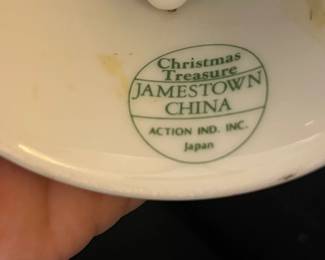 Christmas
Treasure
JAMESTOWN
CHINA
ACTION IND. INC.
Japan